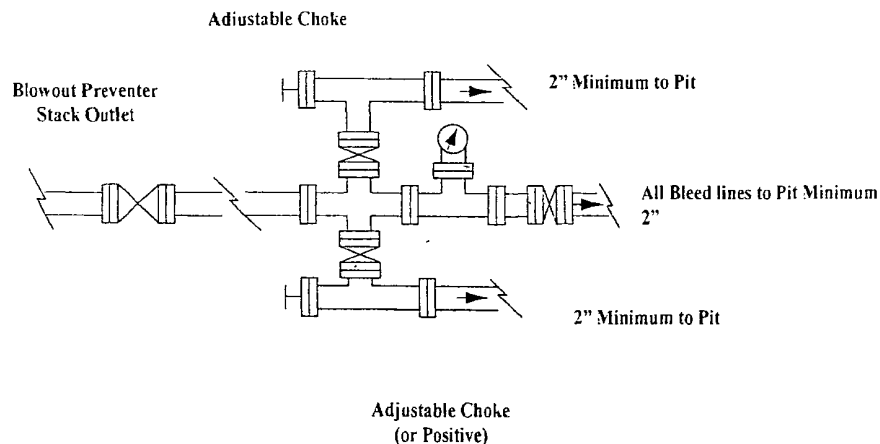 Adjustable Choke
2" Minimum to Pit
Blowout Preventer
Stack Outlet
All Bleed lines to Pit Minimum
2"
2" Minimum to Pit
Adjustable Choke
(or Positive)